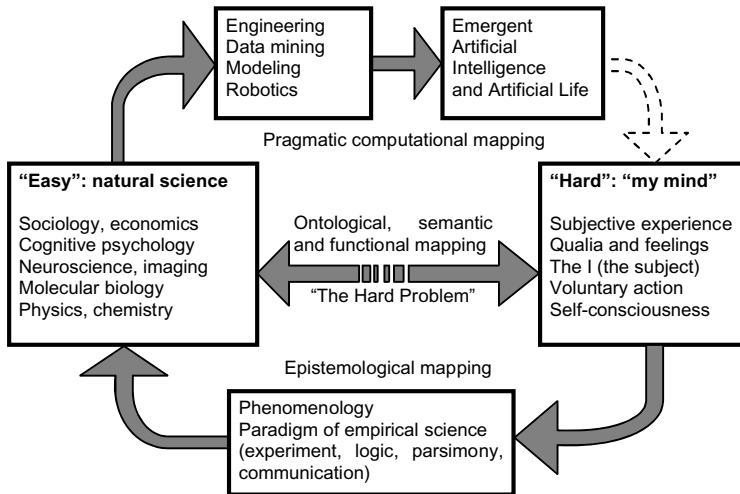 Engineering
Data mining
Modeling
Robotics
Emergent
Artificial
Intelligence
and Artificial Life
Pragmatic computational mapping
“Easy”: natural science
Sociology, economics
Cognitive psychology
Neuroscience, imaging
Molecular biology
Physics, chemistry
Ontological, semantic
and functional mapping
“The Hard Problem”
“Hard”: “my mind”
Subjective experience
Qualia and feelings
The I (the subject)
Voluntary action
Self-consciousness
Epistemological mapping
Phenomenology
Paradigm of empirical science
(experiment, logic, parsimony,
communication)